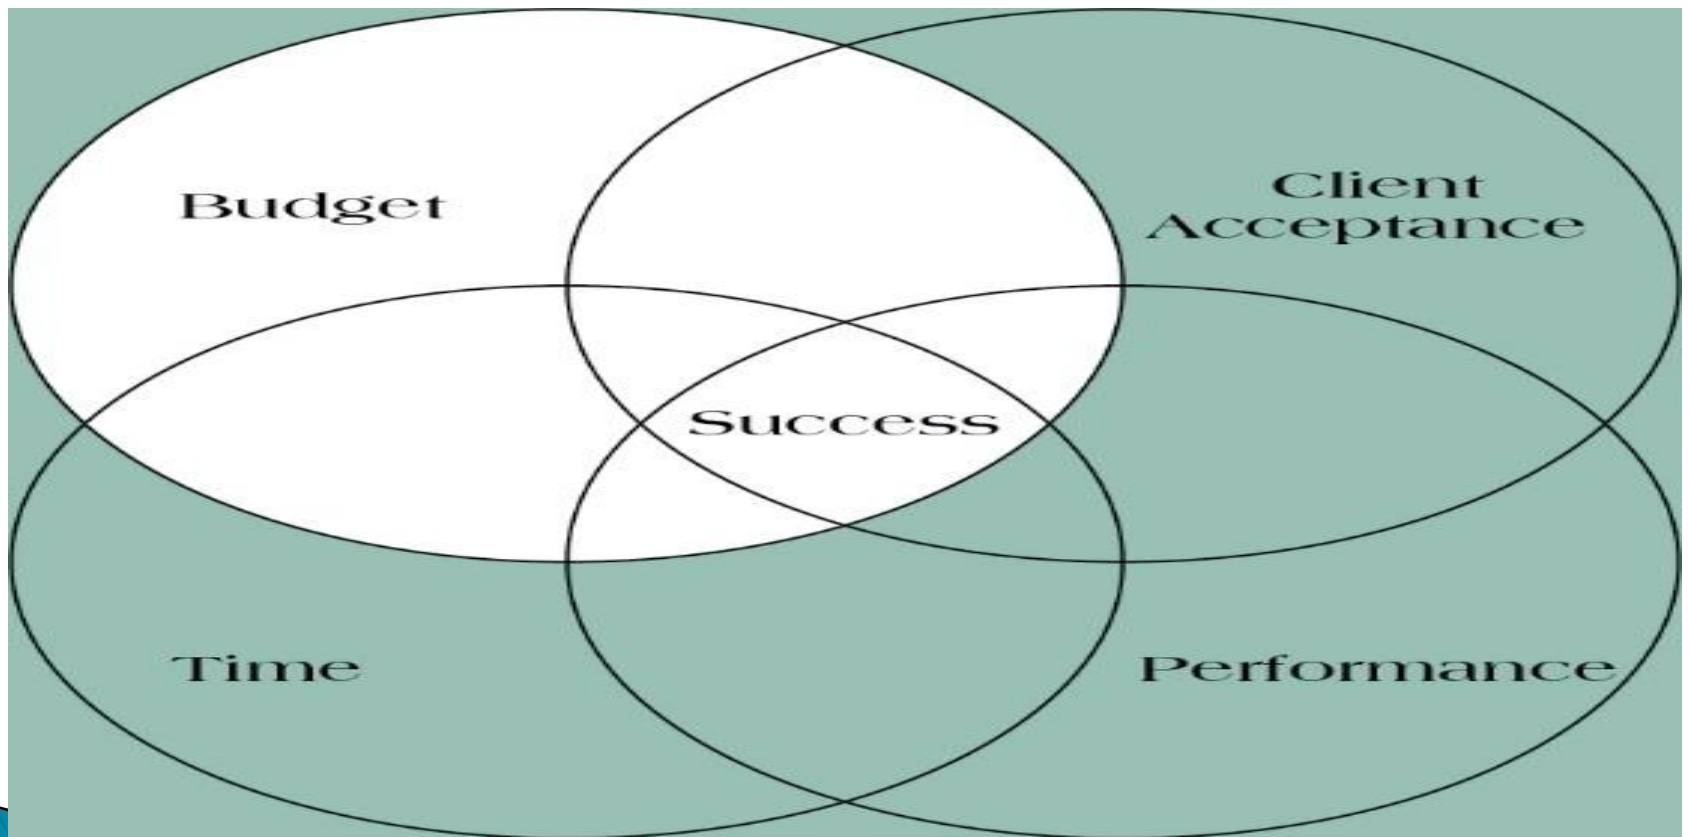 Budget
Client
Acceptance
Success
Time
Performance